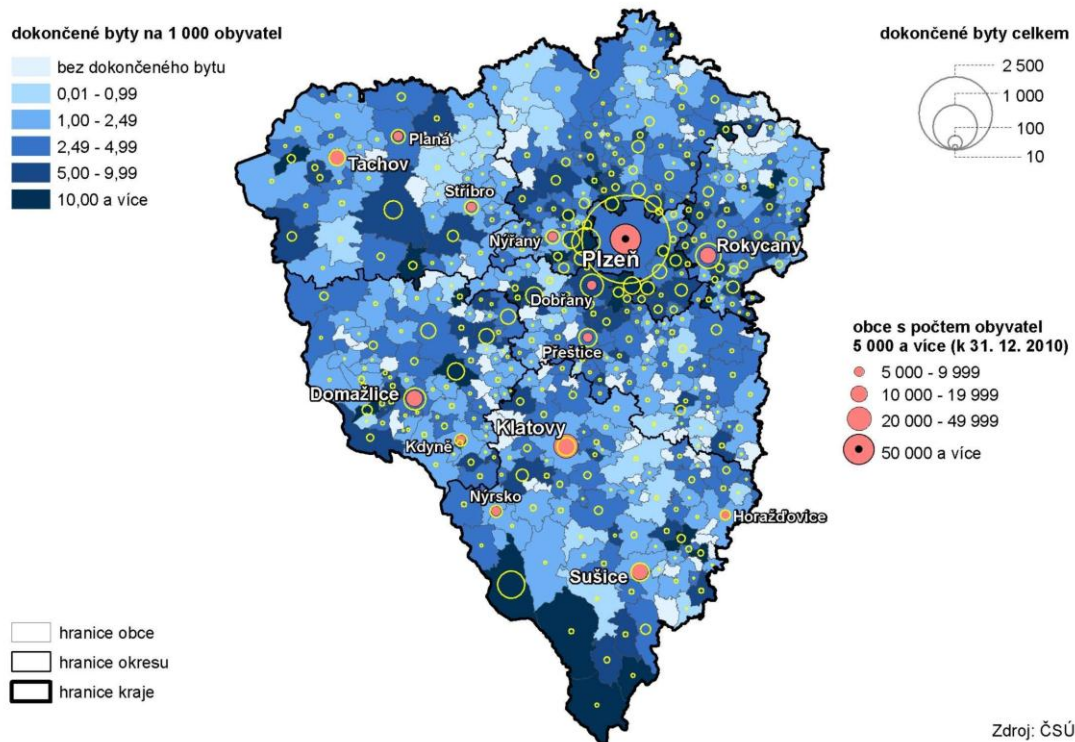 dokončené byty na 1 000 obyvatel
bez dokončeného bytu
0,01 - 0,99
1,00 - 2,49
2,49 - 4,99
5,00 - 9,99
10,00 a více
dokončené byty celkem
2 500
1 000
100
10
Planá
Tachov
Stříbro
Nýřany
Plzeň
Rokycany
Dobřany
Přeštice
Domažlice
Klatovy
Kdyně
Nýrsko
Horažďovice
Sušice
obce s počtem obyvatel
5 000 a více (k 31. 12. 2010)
5 000 - 9 999
10 000 - 19 999
20 000 - 49 999
50 000 a více
hranice obce
hranice okresu
hranice kraje
Zdroj: ČSÚ